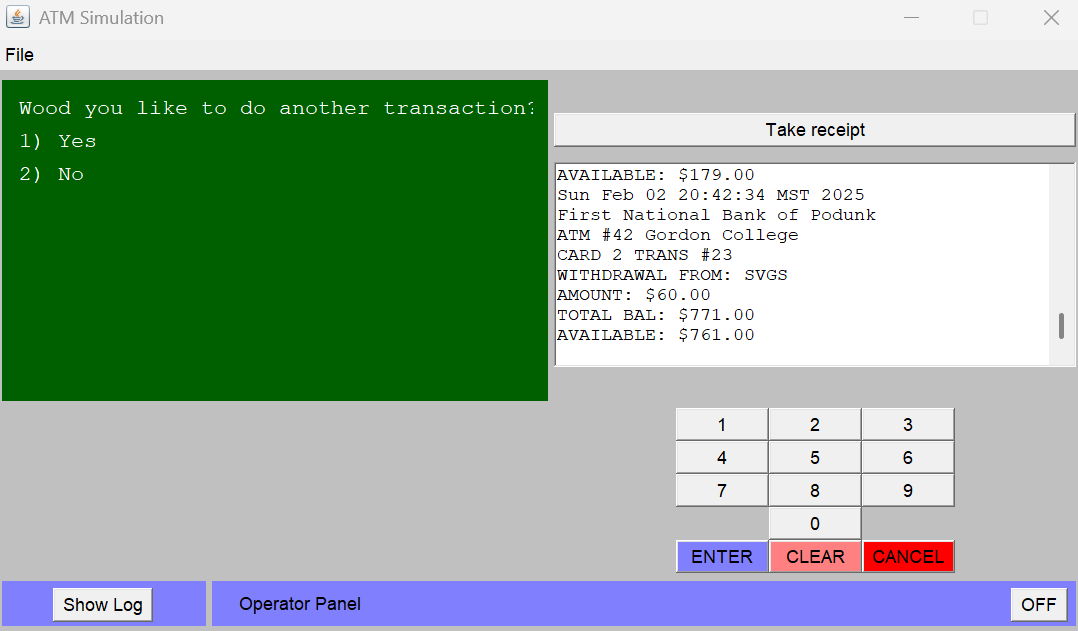 ATM Simulation
File
Wood you like to do another transaction?
1) Yes
2) No
Take receipt
AVAILABLE: $179.00
Sun Feb 02 20:42:34 MST 2025
First National Bank of Podunk
ATM #42 Gordon College
CARD 2 TRANS #23
WITHDRAWAL FROM: SVGS
AMOUNT: $60.00
TOTAL BAL: $771.00
AVAILABLE: $761.00
1 2 3
4 5 6
7 8 9
0
ENTER CLEAR CANCEL
Show Log Operator Panel OFF